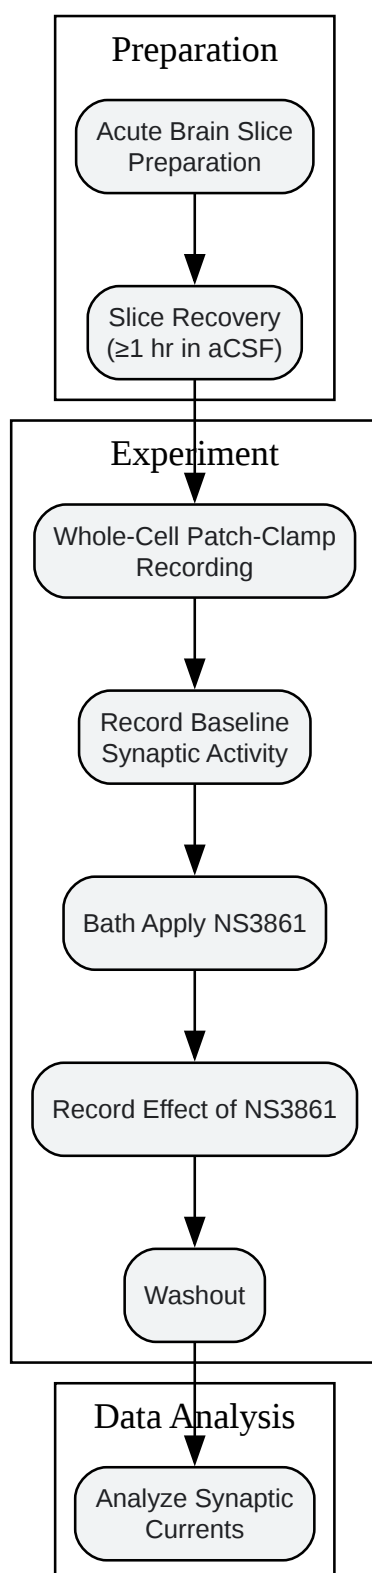 Preparation
Acute Brain Slice
Preparation
Slice Recovery
(≥1 hr in aCSF)
Experiment
Whole-Cell Patch-Clamp
Recording
Record Baseline
Synaptic Activity
Bath Apply NS3861
Record Effect of NS3861
Washout
Data Analysis
Analyze Synaptic
Currents